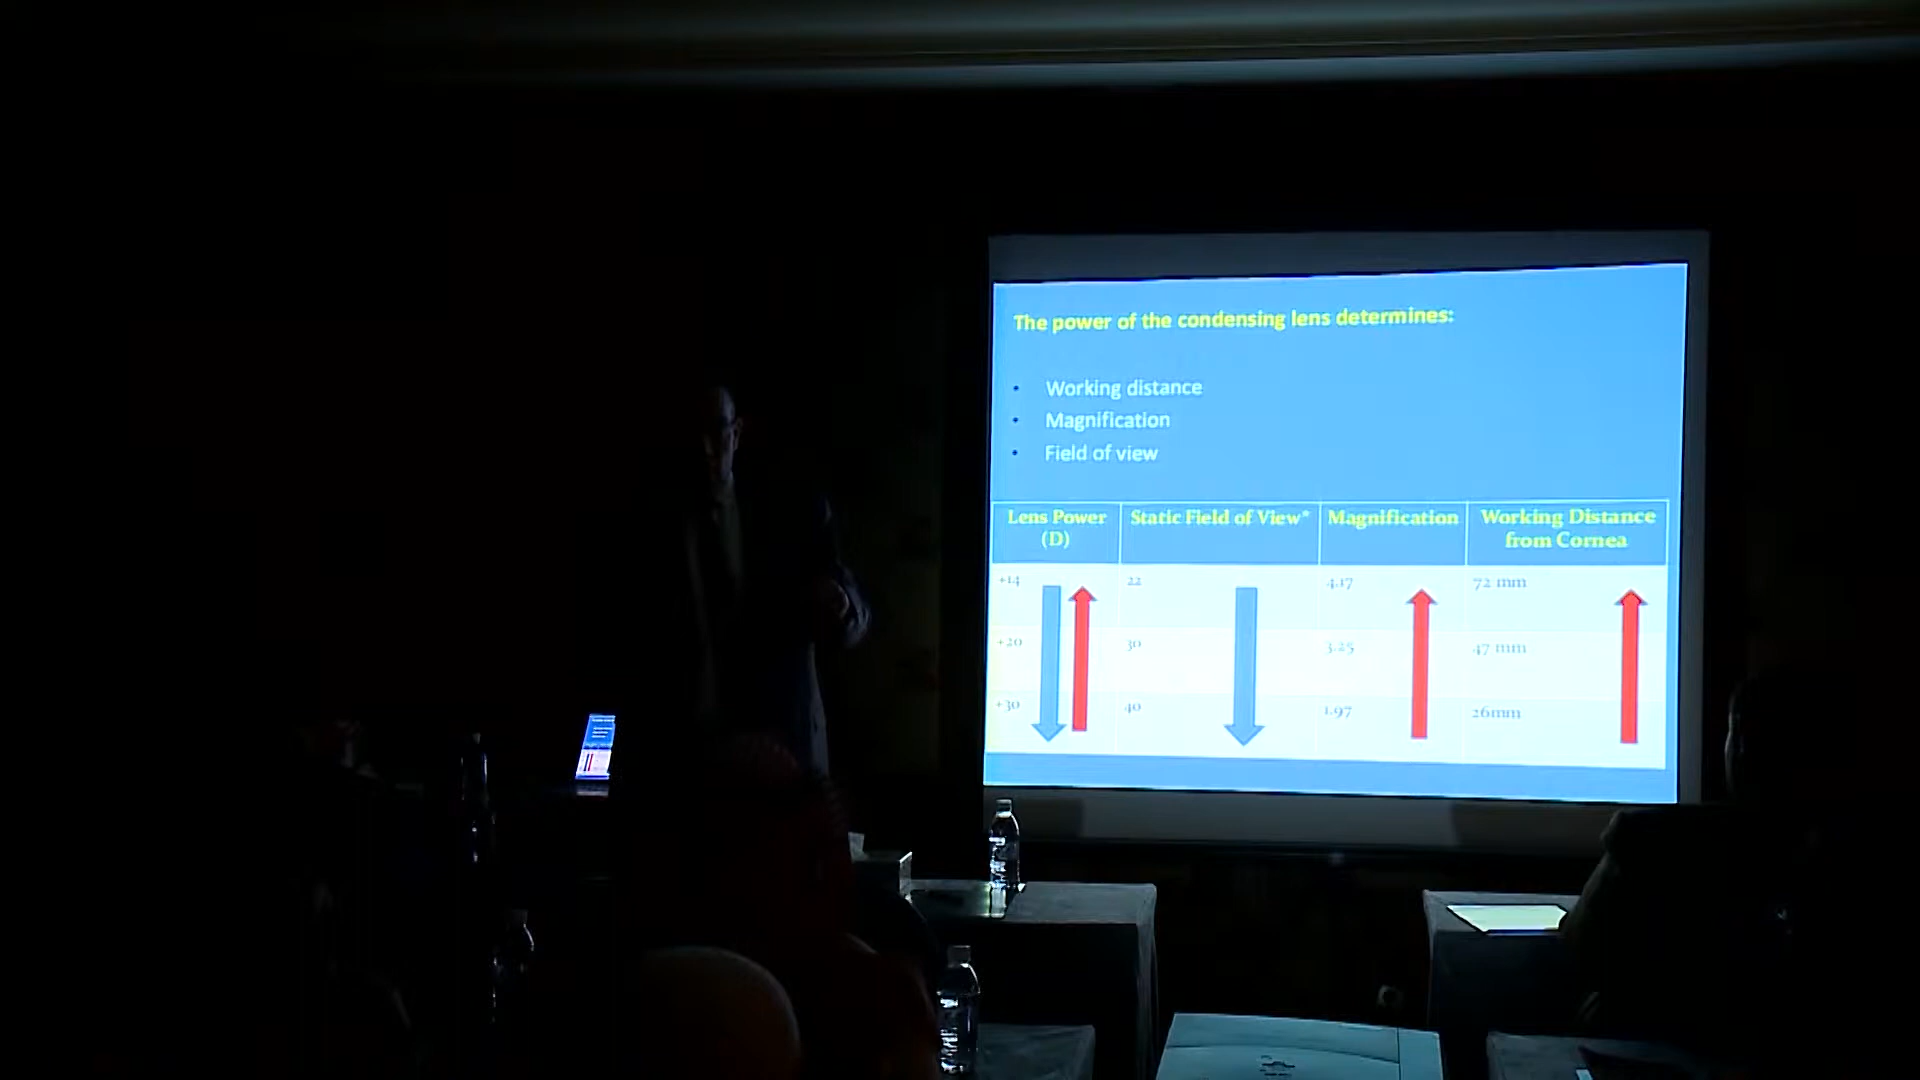 The power of the condensing lens determines:
• Working distance
• Magnification
• Field of view
Lens Power (D) Static Field of View* Magnification Working Distance from Cornea
+14 22 4.17 72 mm
+20 30 3.25 47 mm
+30 40 1.97 26mm